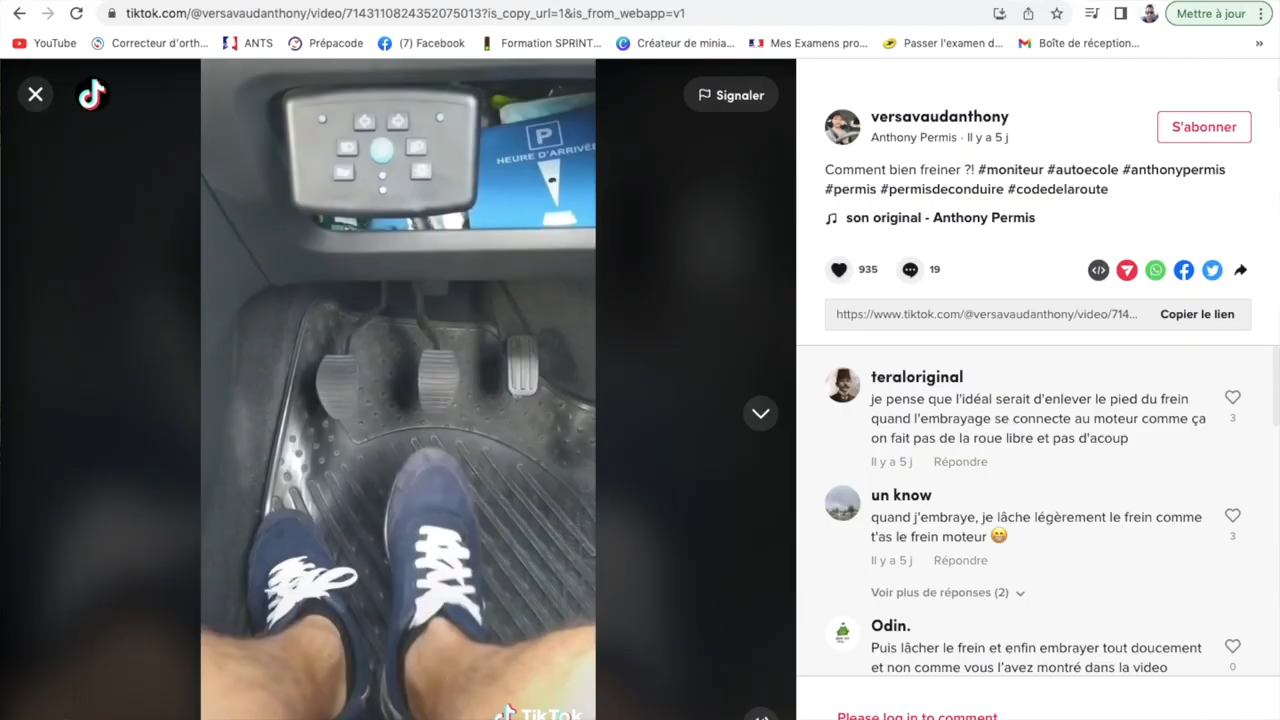 tiktok.com/@versavaudanthony/video/7143110824352075013?is_copy_url=1&is_from_webapp=v1
Mettre à jour
YouTube
Correcteur d'orth...
ANTS
Prépacode
(7) Facebook
Formation SPRINT...
Créateur de minia...
Mes Examens pro...
Passer l'examen d...
Boîte de réception...
»
Signaler
P
HEURE D'ARRIVÉE
TikTok
versavaudanthony
Anthony Permis · Il y a 5 j
S'abonner
Comment bien freiner ?! #moniteur #autoecole #anthonypermis
#permis #permisdeconduire #codedelaroute
son original - Anthony Permis
935
19
https://www.tiktok.com/@versavaudanthony/video/714...
Copier le lien
teraloriginal
je pense que l'idéal serait d'enlever le pied du frein
quand l'embrayage se connecte au moteur comme ça
on fait pas de la roue libre et pas d'acoup
3
Il y a 5 j Répondre
un know
quand j'embraye, je lâche légèrement le frein comme
t'as le frein moteur 😁
3
Il y a 5 j Répondre
Voir plus de réponses (2)
Odin.
Puis lâcher le frein et enfin embrayer tout doucement
et non comme vous l'avez montré dans la video
0
Please log in to comment